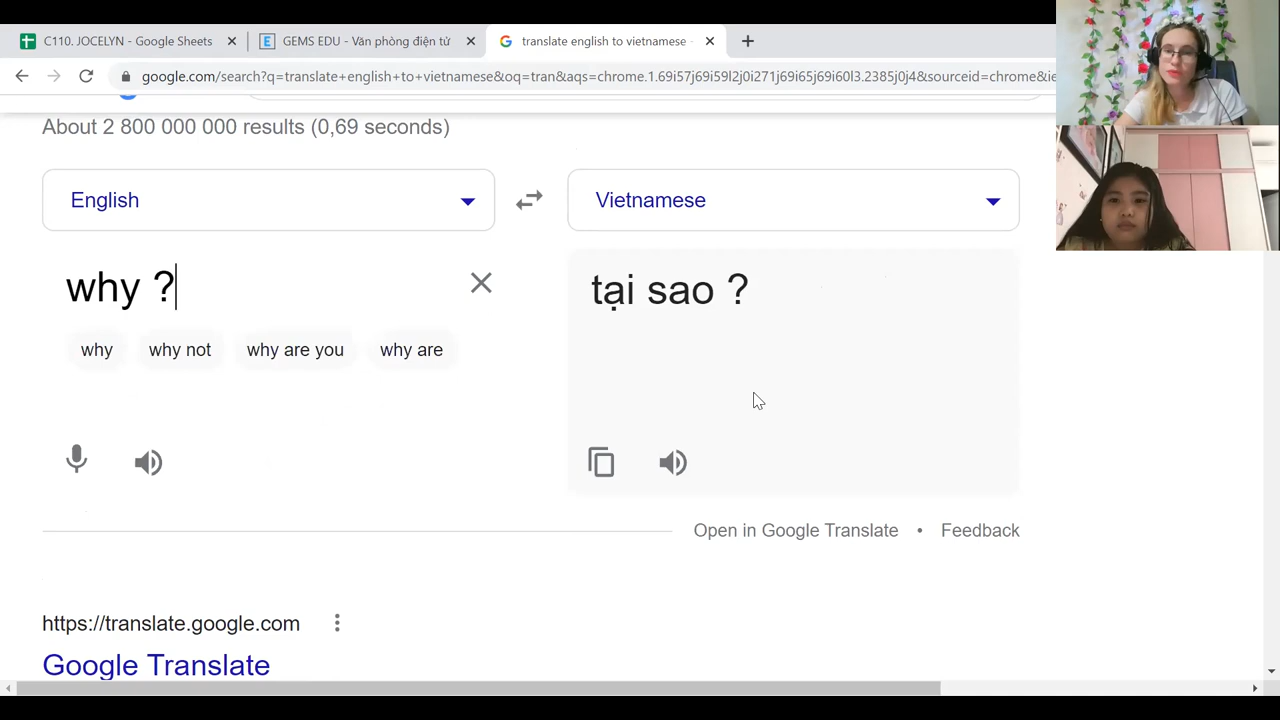 C110. JOCELYN - Google Sheets
GEMS EDU - Văn phòng điện tử
translate english to vietnamese -
google.com/search?q=translate+english+to+vietnamese&oq=tran&aqs=chrome.1.69i57j69i59l2j0i271j69i65j69i60l3.2385j0j4&sourceid=chrome&ie
About 2 800 000 000 results (0,69 seconds)
English
Vietnamese
why ?
tại sao ?
why
why not
why are you
why are
Open in Google Translate • Feedback
https://translate.google.com
Google Translate